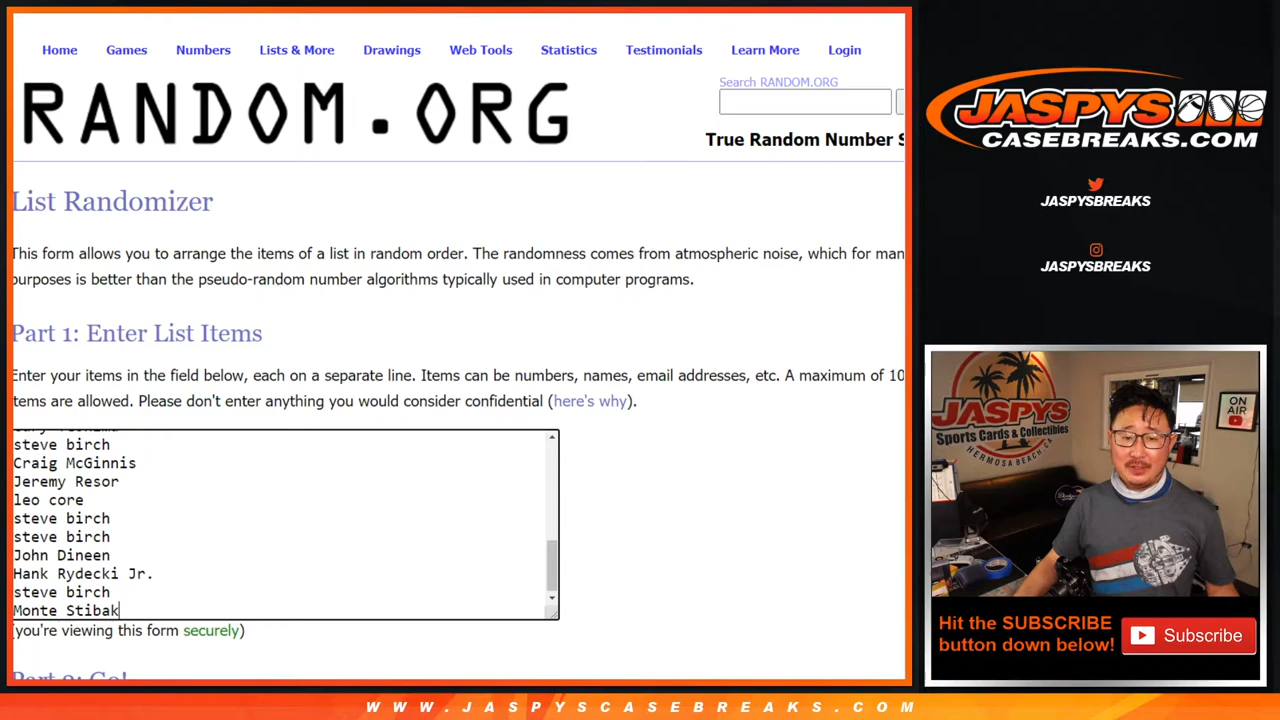 Home Games Numbers Lists & More Drawings Web Tools Statistics Testimonials Learn More Login
RANDOM.ORG
Search RANDOM.ORG
True Random Number S
List Randomizer
This form allows you to arrange the items of a list in random order. The randomness comes from atmospheric noise, which for man
purposes is better than the pseudo-random number algorithms typically used in computer programs.
Part 1: Enter List Items
Enter your items in the field below, each on a separate line. Items can be numbers, names, email addresses, etc. A maximum of 10
items are allowed. Please don't enter anything you would consider confidential (here's why).
steve birch
Craig McGinnis
Jeremy Resor
leo core
steve birch
steve birch
John Dineen
Hank Rydecki Jr.
steve birch
Monte Stibak
(you're viewing this form securely)
Part 2: Go!
JASPYS
CASEBREAKS.COM
JASPYSBREAKS
JASPYSBREAKS
JASPYS
Sports Cards & Collectibles
HERMOSA BEACH, CA
ON
AIR
Hit the SUBSCRIBE
button down below!
Subscribe
WWW.JASPYSCASEBREAKS.COM